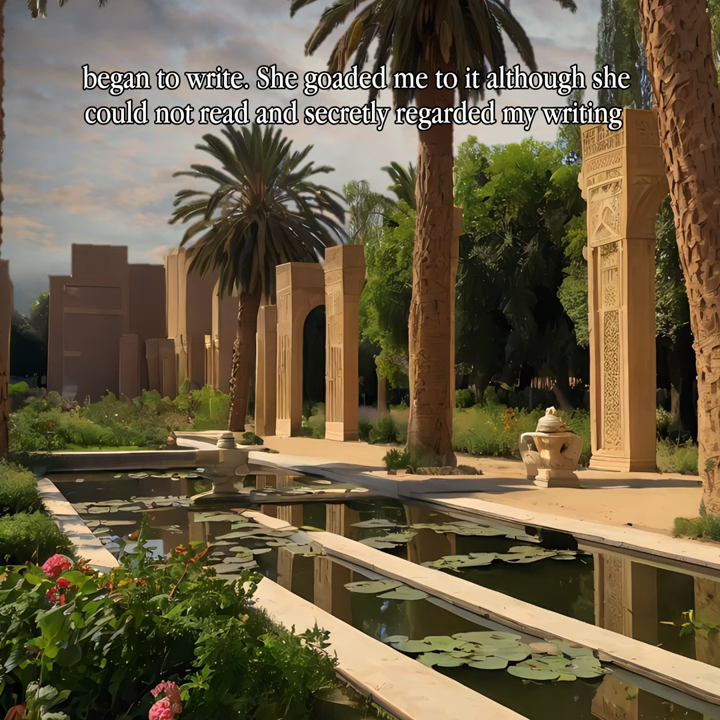 began to write. She goaded me to it although she
could not read and secretly regarded my writing